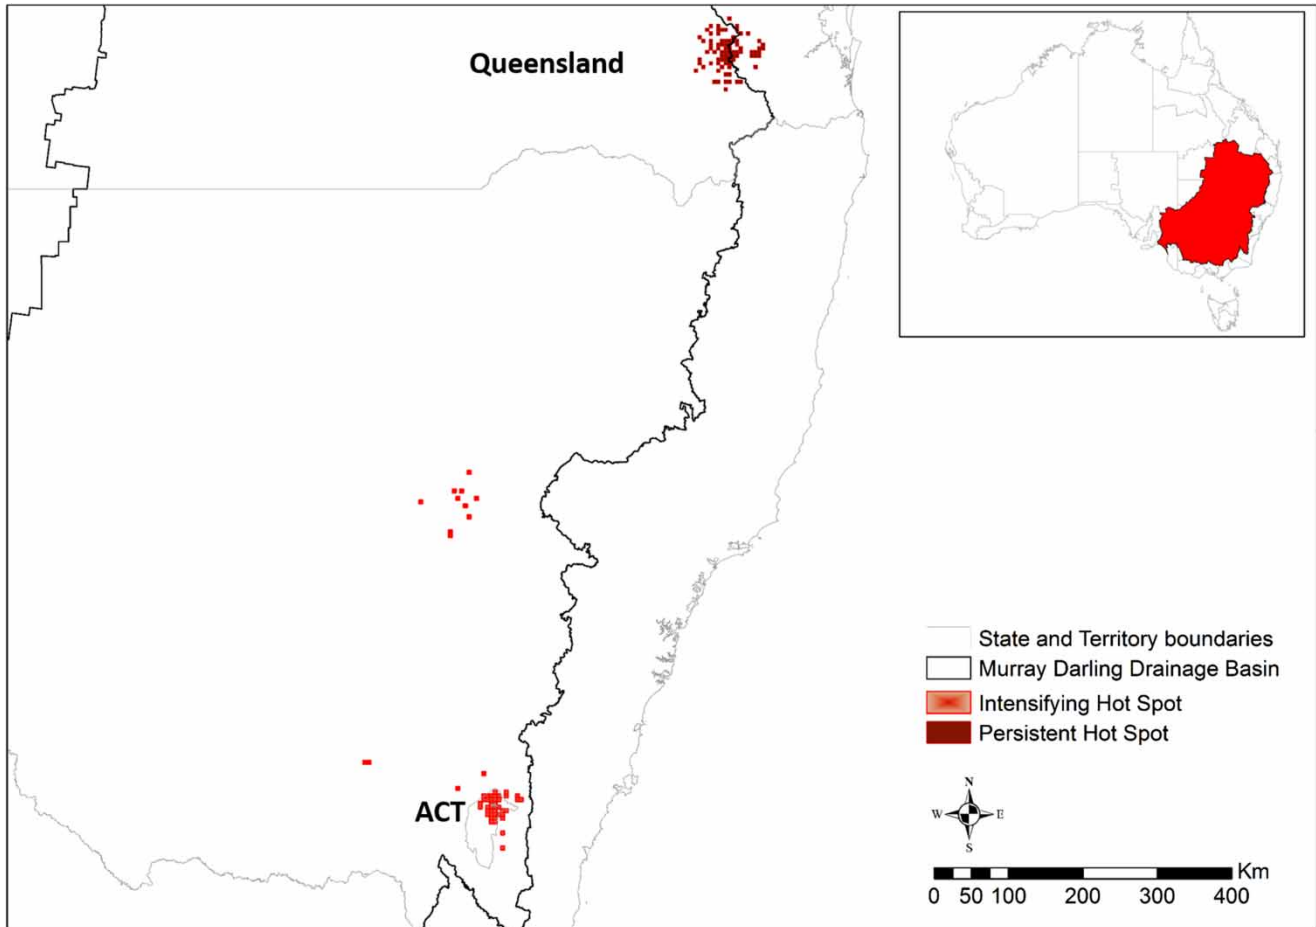 Queensland
ACT
State and Territory boundaries
Murray Darling Drainage Basin
Intensifying Hot Spot
Persistent Hot Spot
N
W E
S
Km
0 50 100 200 300 400